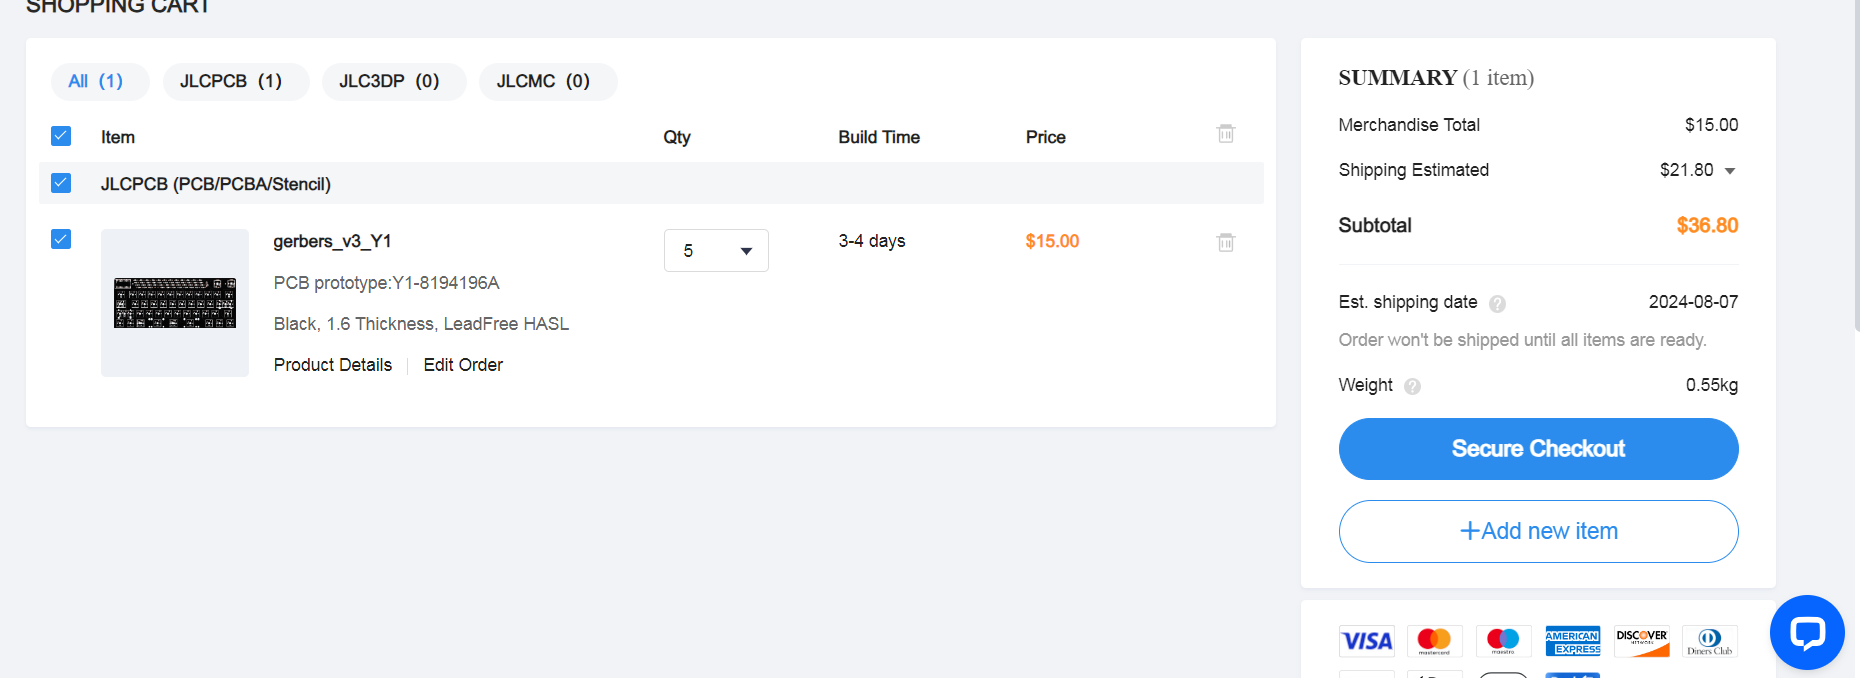 SHOPPING CART
All (1)
JLCPCB (1)
JLC3DP (0)
JLCMC (0)
Item
Qty
Build Time
Price
JLCPCB (PCB/PCBA/Stencil)
gerbers_v3_Y1
5
3-4 days
$15.00
PCB prototype:Y1-8194196A
Black, 1.6 Thickness, LeadFree HASL
Product Details
Edit Order
SUMMARY (1 item)
Merchandise Total $15.00
Shipping Estimated $21.80
Subtotal $36.80
Est. shipping date ? 2024-08-07
Order won't be shipped until all items are ready.
Weight ? 0.55kg
Secure Checkout
+Add new item
VISA
mastercard
maestro
AMERICAN EXPRESS
DISCOVER NETWORK
Diners Club